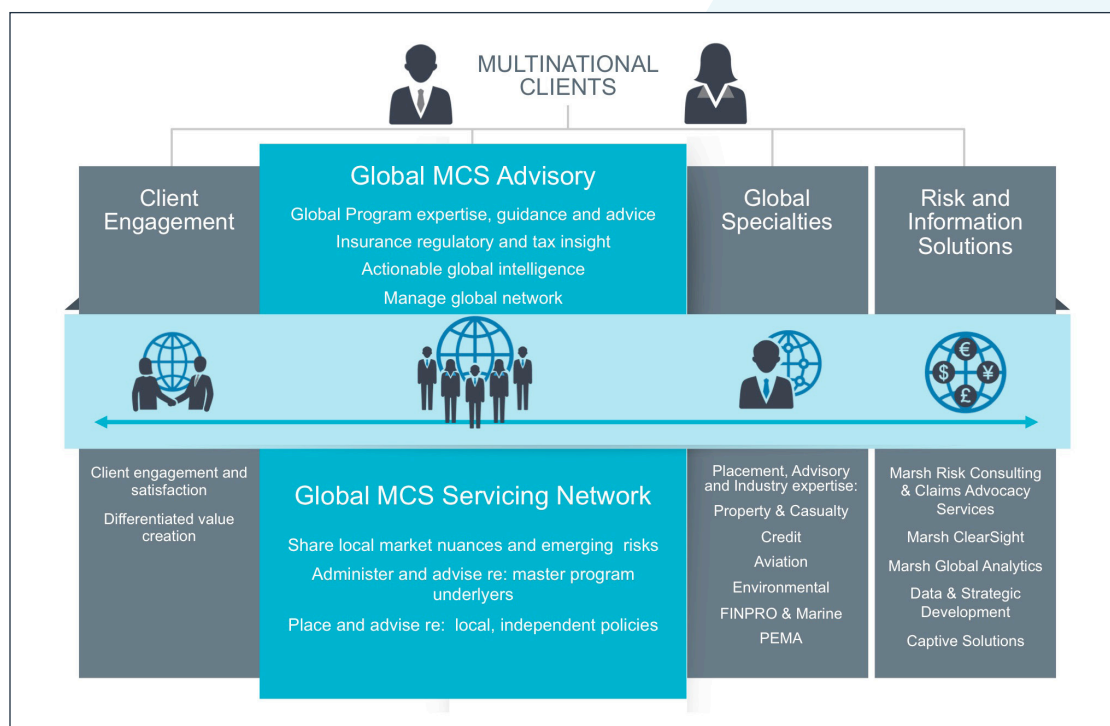 MULTINATIONAL
CLIENTS
Client
Engagement
Global MCS Advisory
Global Program expertise, guidance and advice
Insurance regulatory and tax insight
Actionable global intelligence
Manage global network
Global
Specialties
Risk and
Information
Solutions
€
$
¥
£
Client engagement and
satisfaction
Differentiated value
creation
Global MCS Servicing Network
Share local market nuances and emerging risks
Administer and advise re: master program
underlyers
Place and advise re: local, independent policies
Placement, Advisory
and Industry expertise:
Property & Casualty
Credit
Aviation
Environmental
FINPRO & Marine
PEMA
Marsh Risk Consulting
& Claims Advocacy
Services
Marsh ClearSight
Marsh Global Analytics
Data & Strategic
Development
Captive Solutions